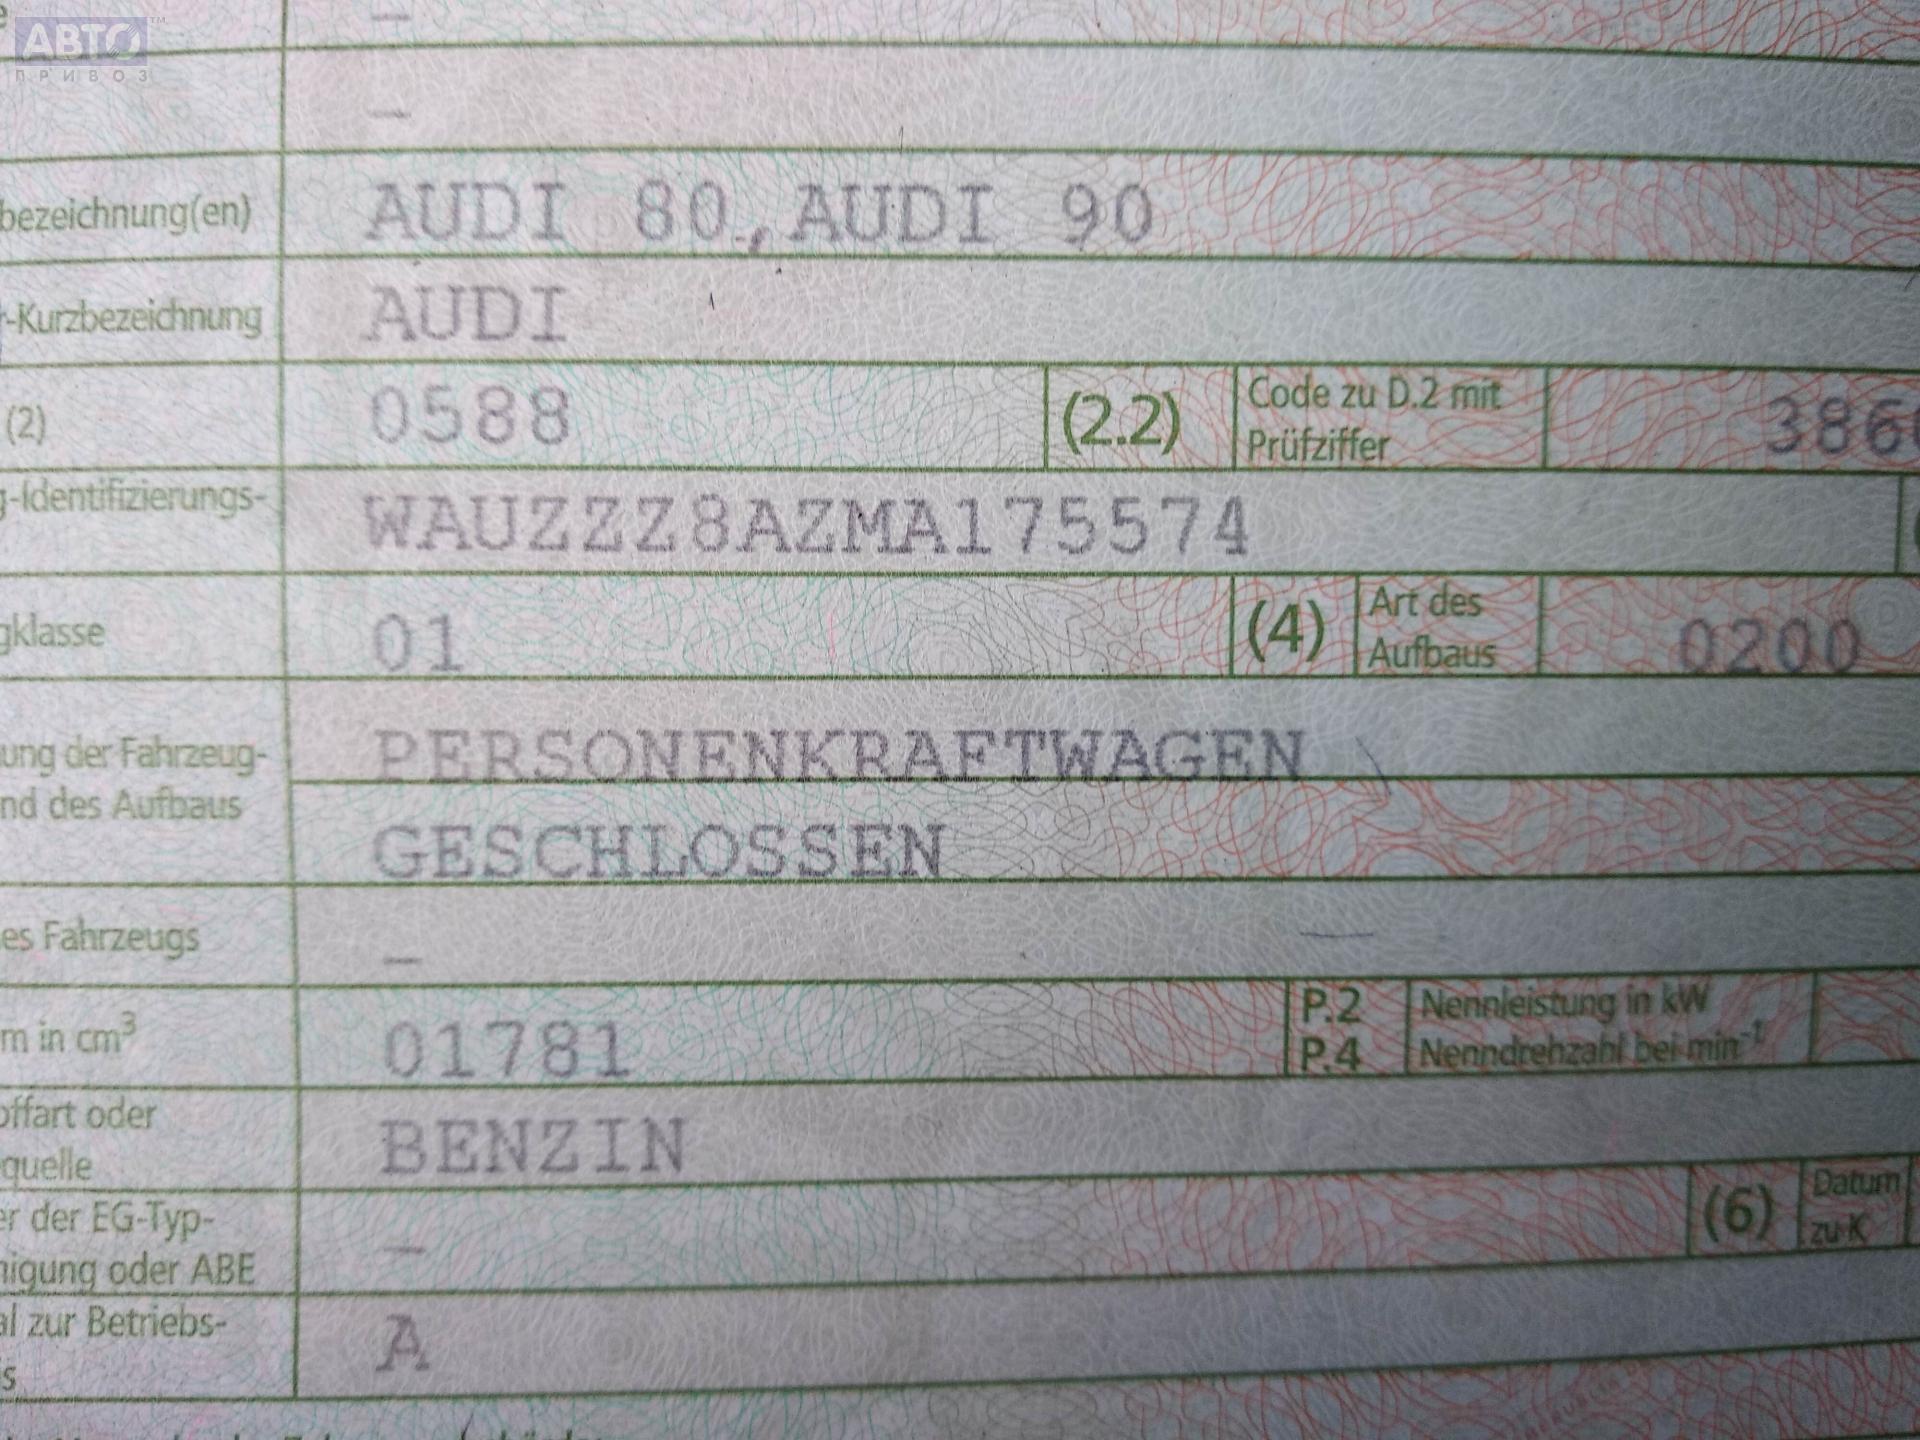 АВТО™
ПРИВОЗ
–
–
bezeichnung(en) AUDI 80, AUDI 90
-Kurzbezeichnung AUDI
(2) 0588 (2.2) Code zu D.2 mit
Prüfziffer 386
-Identifizierungs- WAUZZZ8AZMA175574
gklasse 01 (4) Art des
Aufbaus 0200
ung der Fahrzeug- PERSONENKRAFTWAGEN
nd des Aufbaus GESCHLOSSEN
es Fahrzeugs –
m in cm³ 01781 P.2 Nennleistung in kW
P.4 Nenndrehzahl bei min⁻¹
offart oder BENZIN
quelle
er der EG-Typ- – (6) Datum
zu K
nigung oder ABE
al zur Betriebs- A
s